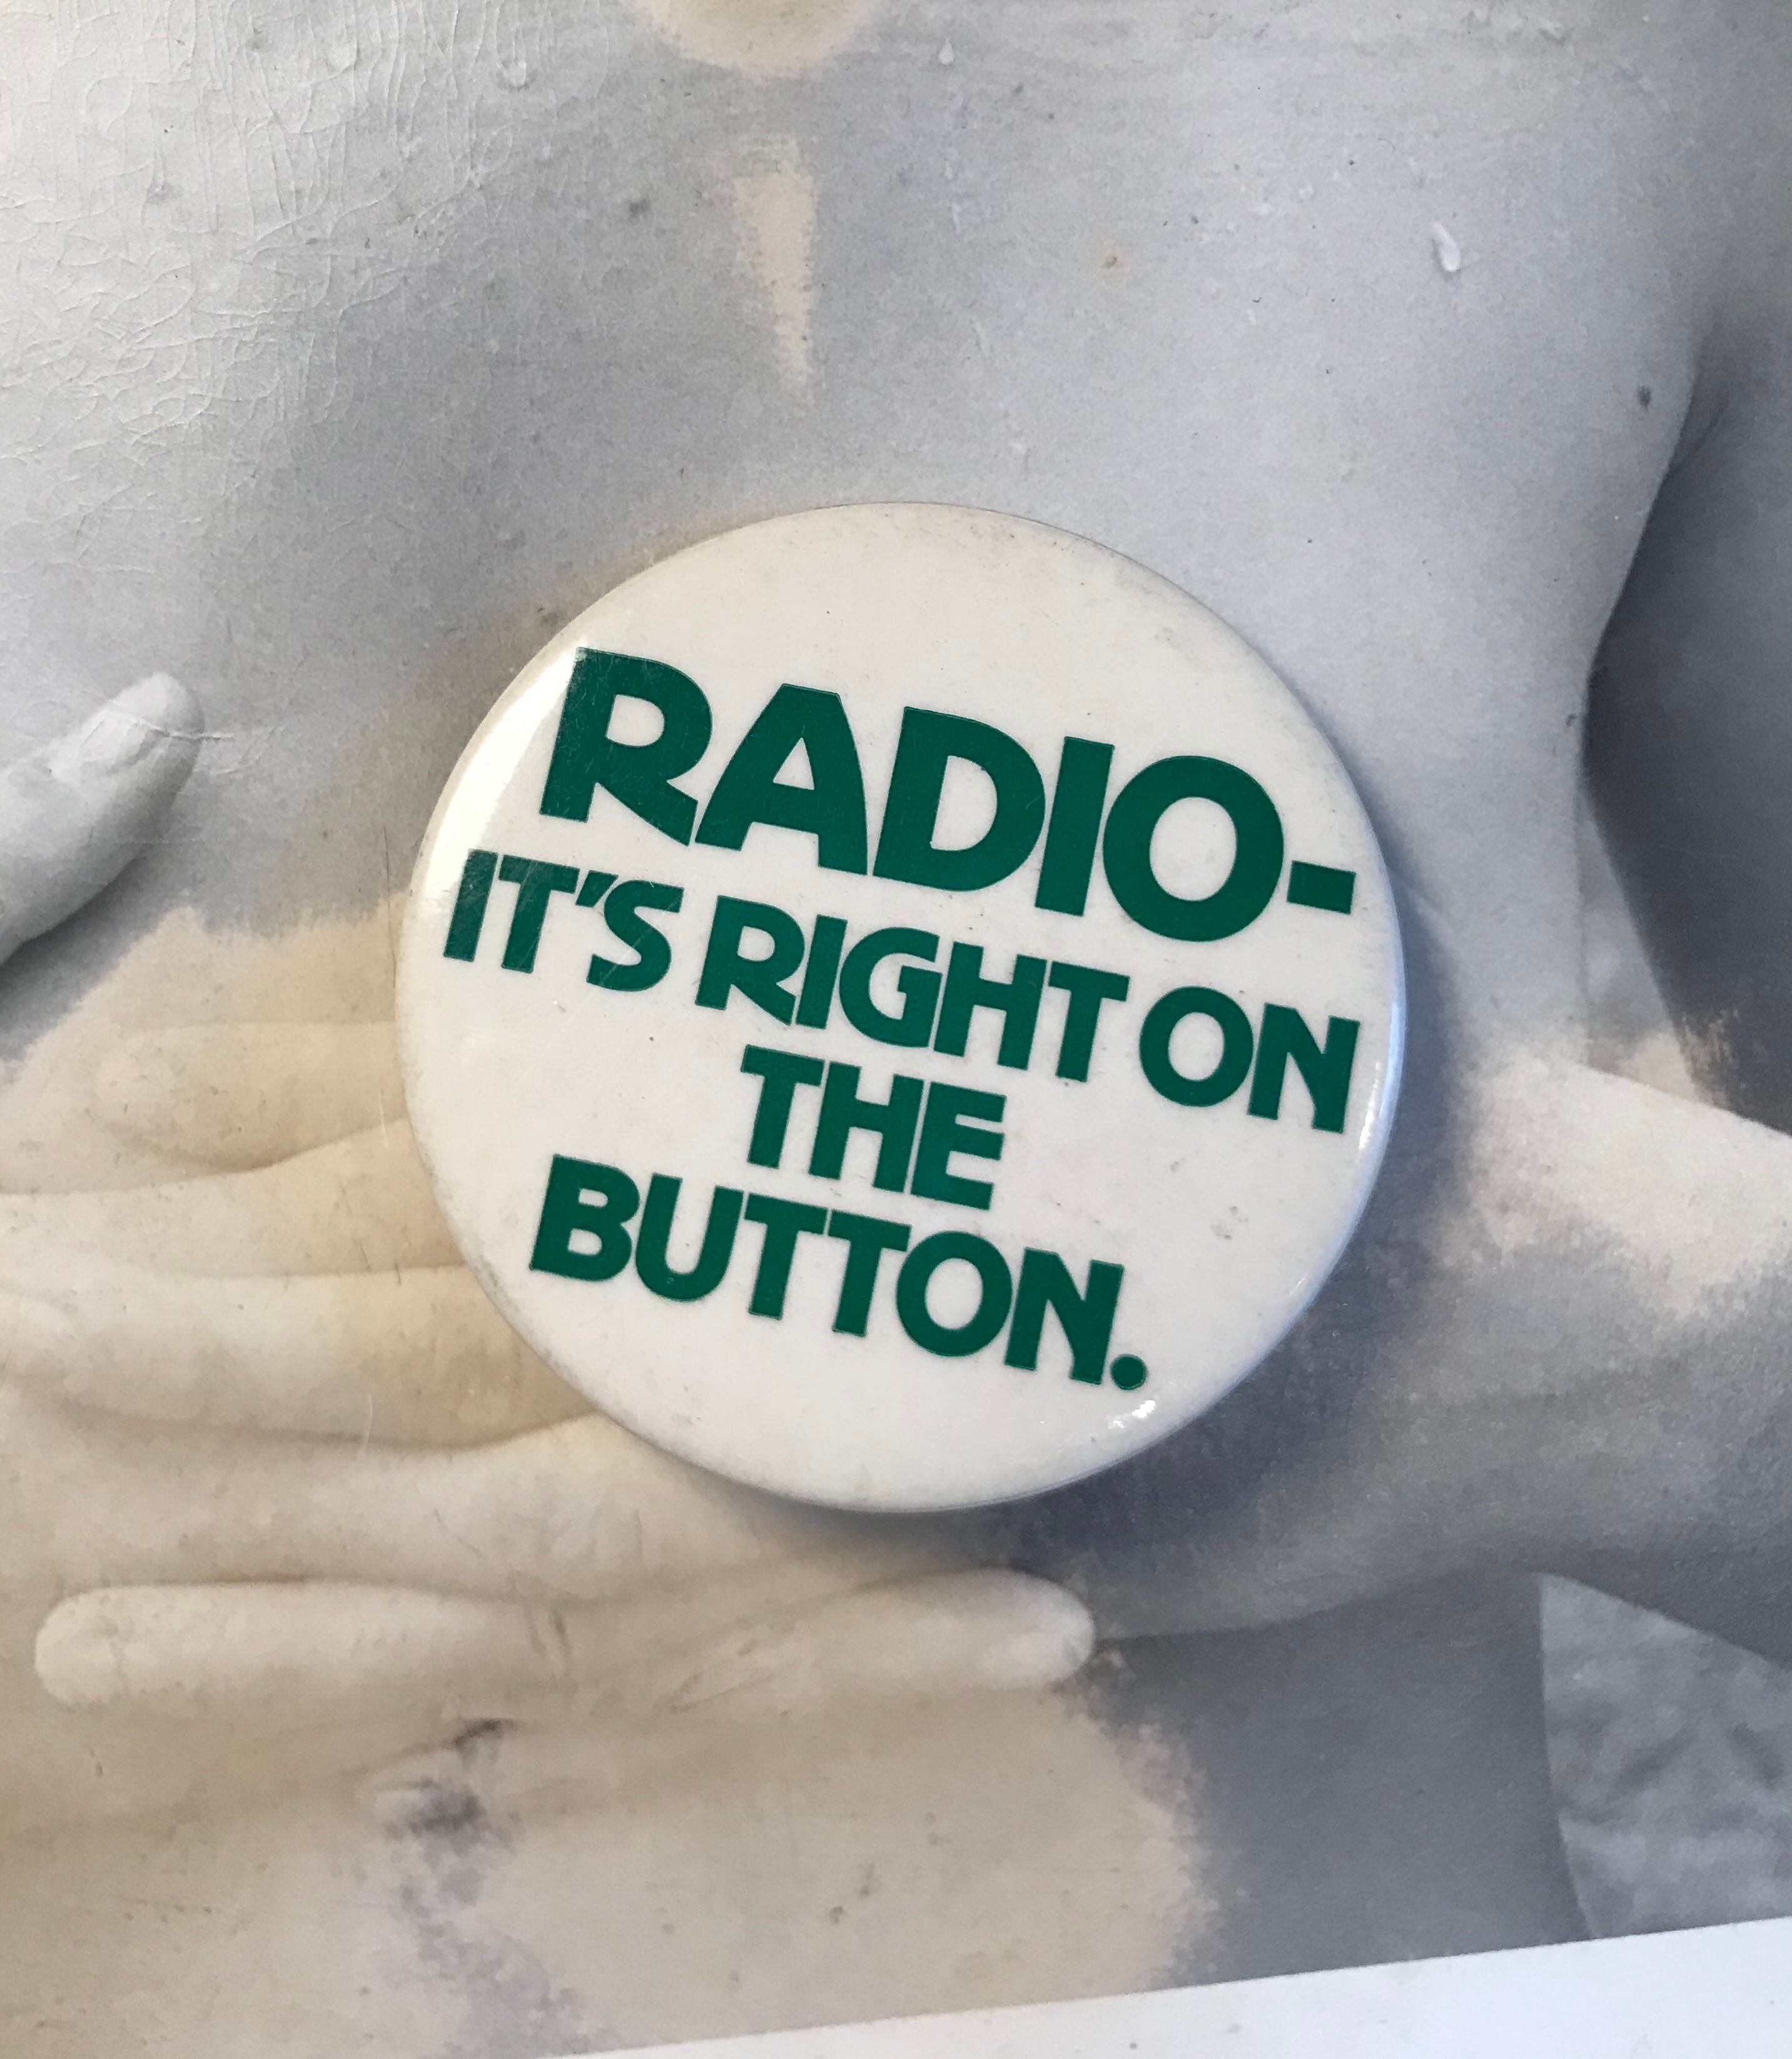 RADIO-
IT'S RIGHT ON
THE
BUTTON.